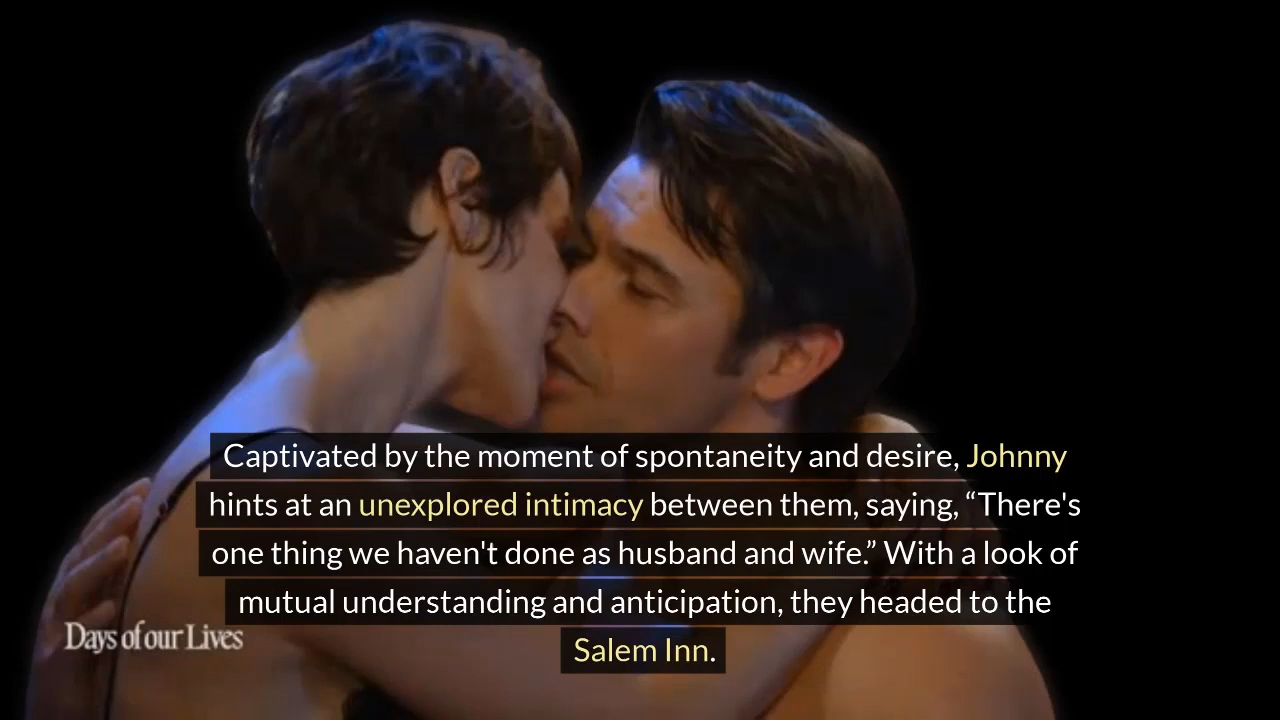 Captivated by the moment of spontaneity and desire, Johnny
hints at an unexplored intimacy between them, saying, “There's
one thing we haven't done as husband and wife.” With a look of
mutual understanding and anticipation, they headed to the
Salem Inn.
Days of our Lives